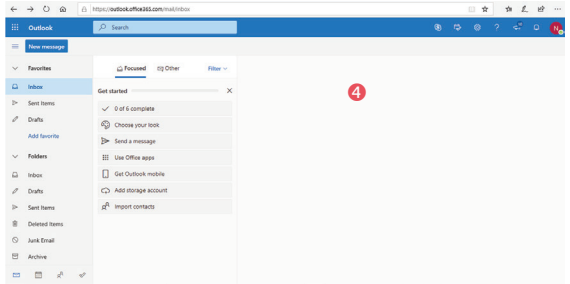 https://outlook.office365.com/mail/inbox
Outlook
Search
N
New message
Favorites
Inbox
Sent Items
Drafts
Add favorite
Folders
Inbox
Drafts
Sent Items
Deleted Items
Junk Email
Archive
Focused
Other
Filter
Get started
0 of 6 complete
Choose your look
Send a message
Use Office apps
Get Outlook mobile
Add storage account
Import contacts
4